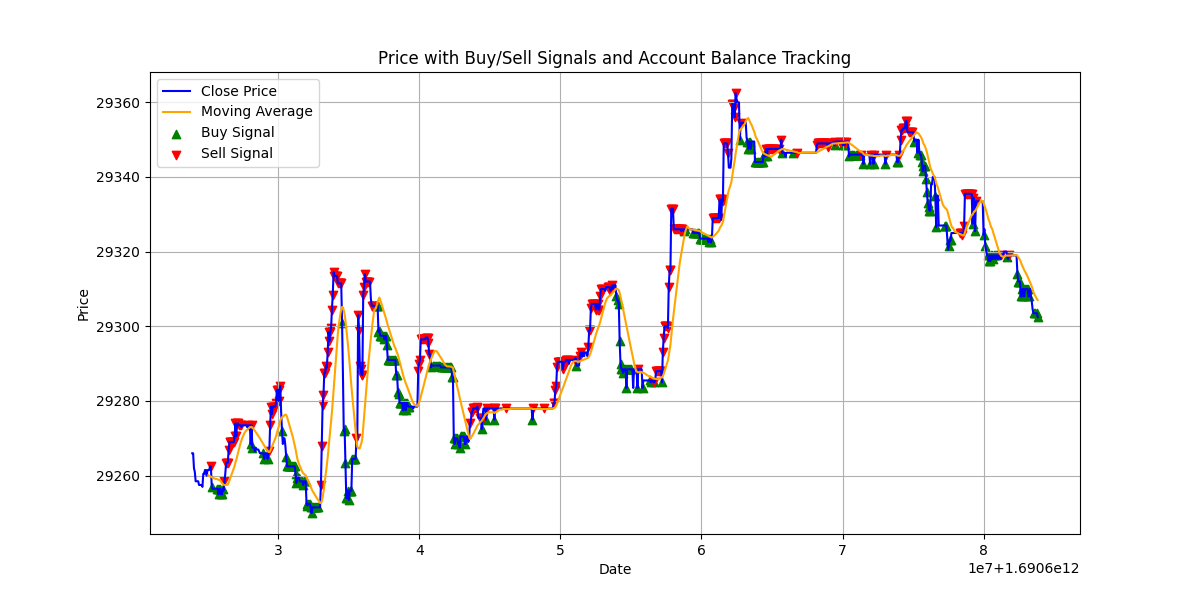 Price with Buy/Sell Signals and Account Balance Tracking
Close Price
Moving Average
Buy Signal
Sell Signal
Price
29360
29340
29320
29300
29280
29260
3 4 5 6 7 8
1e7+1.6906e12
Date